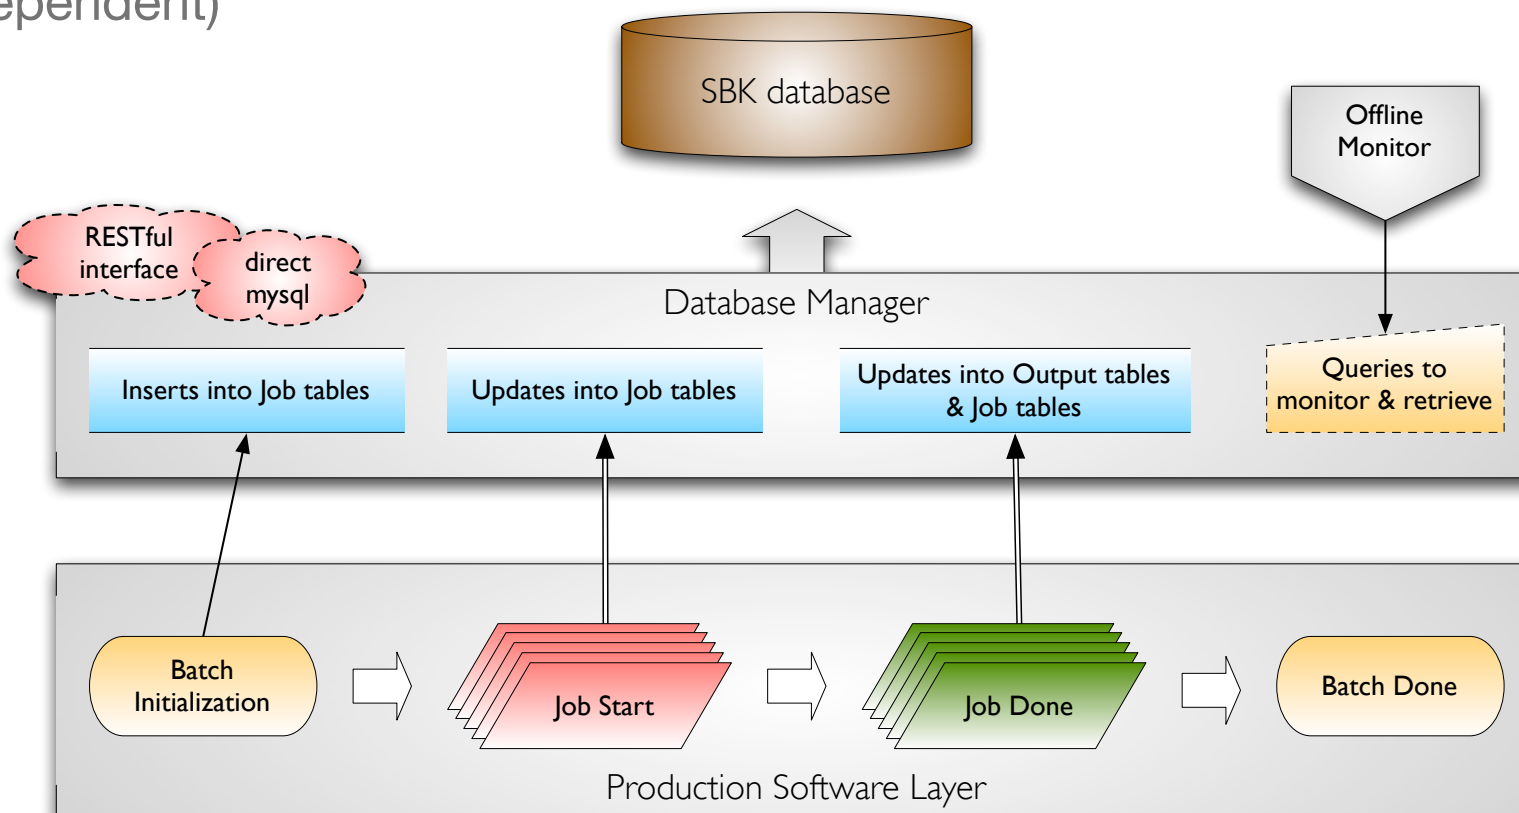 ependent)
SBK database
Offline
Monitor
RESTful
interface
direct
mysql
Database Manager
Inserts into Job tables
Updates into Job tables
Updates into Output tables
& Job tables
Queries to
monitor & retrieve
Batch
Initialization
Job Start
Job Done
Batch Done
Production Software Layer